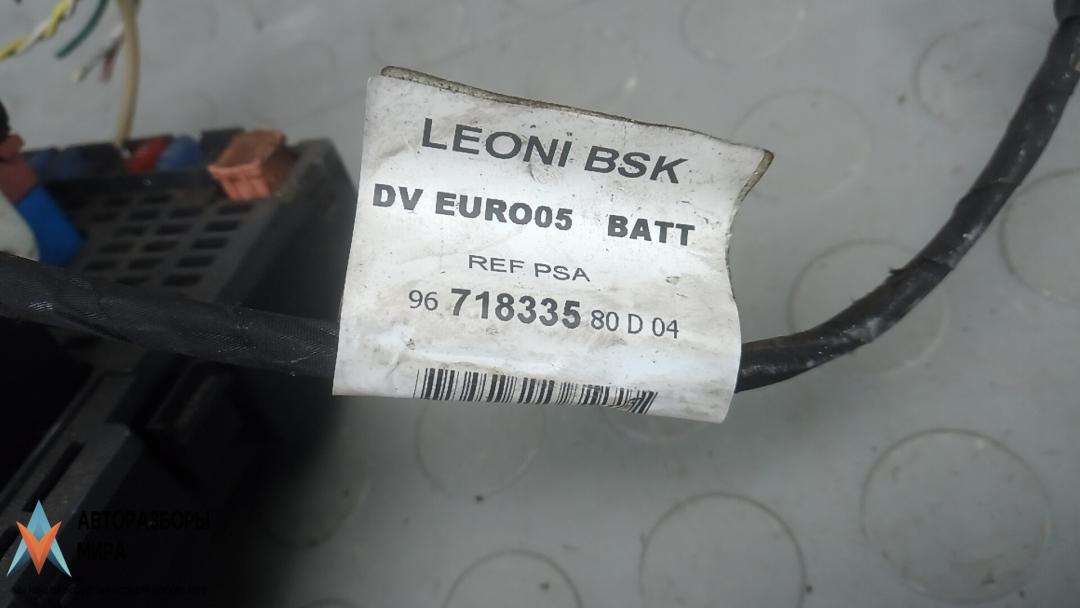 LEONI BSK
DV EURO05 BATT
REF PSA
96 718335 80 D 04
АВТОРАЗБОРЫ
МИРА